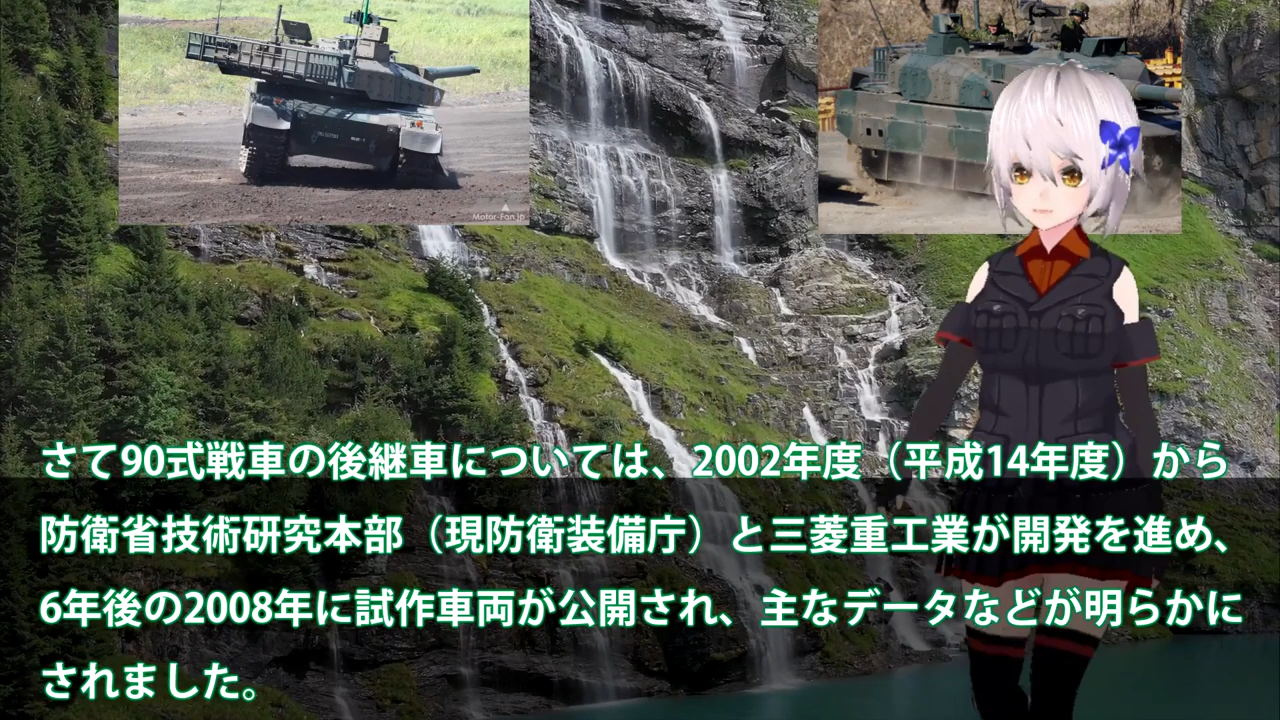 Motor-Fan.jp
さて90式戦車の後継車については、2002年度（平成14年度）から
防衛省技術研究本部（現防衛装備庁）と三菱重工業が開発を進め、
6年後の2008年に試作車両が公開され、主なデータなどが明らかに
されました。